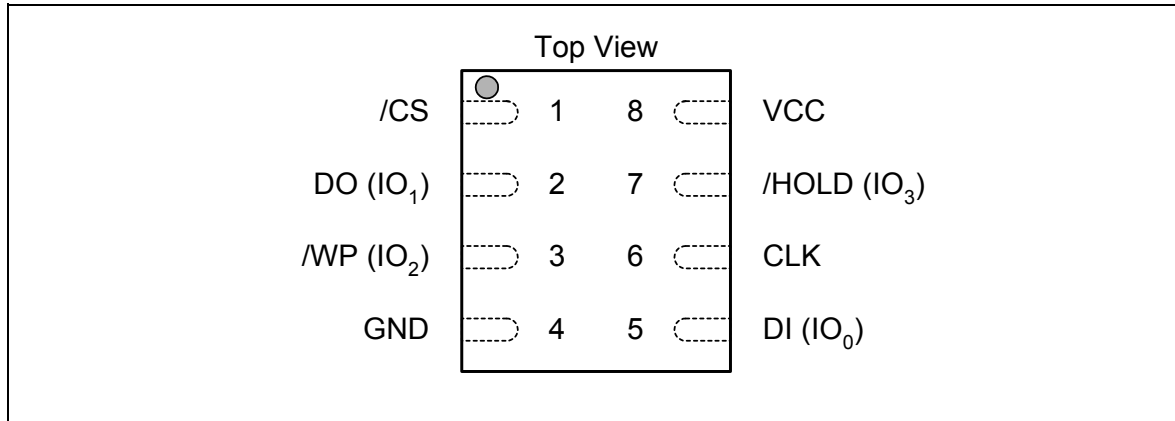 Top View
/CS 1 8 VCC
DO (IO₁) 2 7 /HOLD (IO₃)
/WP (IO₂) 3 6 CLK
GND 4 5 DI (IO₀)